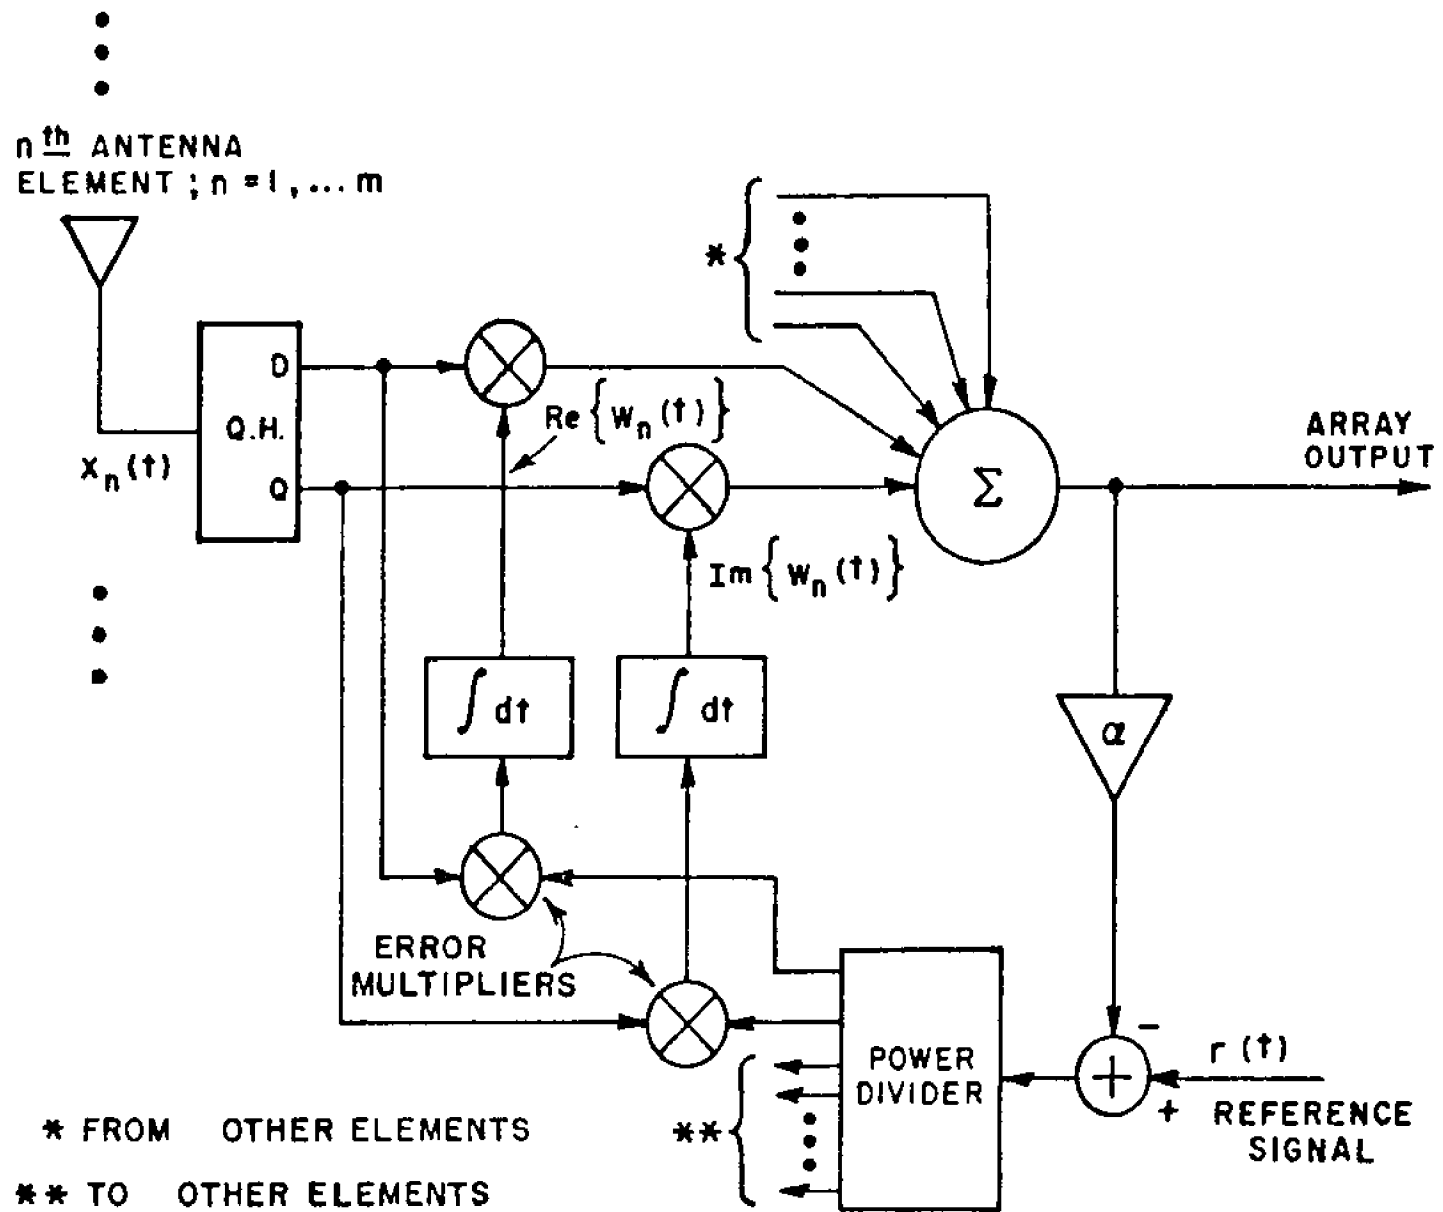 nth ANTENNA
ELEMENT ; n = 1 , ... m
*
D
Q.H.
Q
xn(t)
Re {Wn(t)}
Σ
ARRAY
OUTPUT
Im {Wn(t)}
∫ dt
∫ dt
α
ERROR
MULTIPLIERS
POWER
DIVIDER
−
+
r(t)
+
REFERENCE
SIGNAL
**
* FROM OTHER ELEMENTS
** TO OTHER ELEMENTS